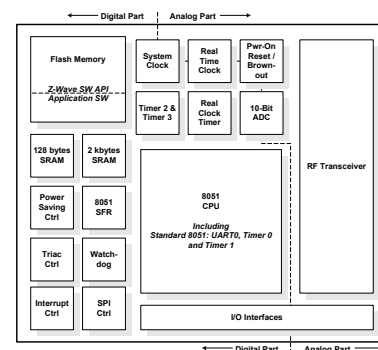 Digital Part Analog Part
Flash Memory
Z-Wave SW API
Application SW
System
Clock
Real
Time
Clock
Pwr-On
Reset /
Brown-
out
Timer 2 &
Timer 3
Real
Clock
Timer
10-Bit
ADC
RF Transceiver
128 bytes
SRAM
2 kbytes
SRAM
Power
Saving
Ctrl
8051
SFR
Triac
Ctrl
Watch-
dog
Interrupt
Ctrl
SPI
Ctrl
8051
CPU
Including
Standard 8051: UART0, Timer 0
and Timer 1
I/O Interfaces
Digital Part Analog Part